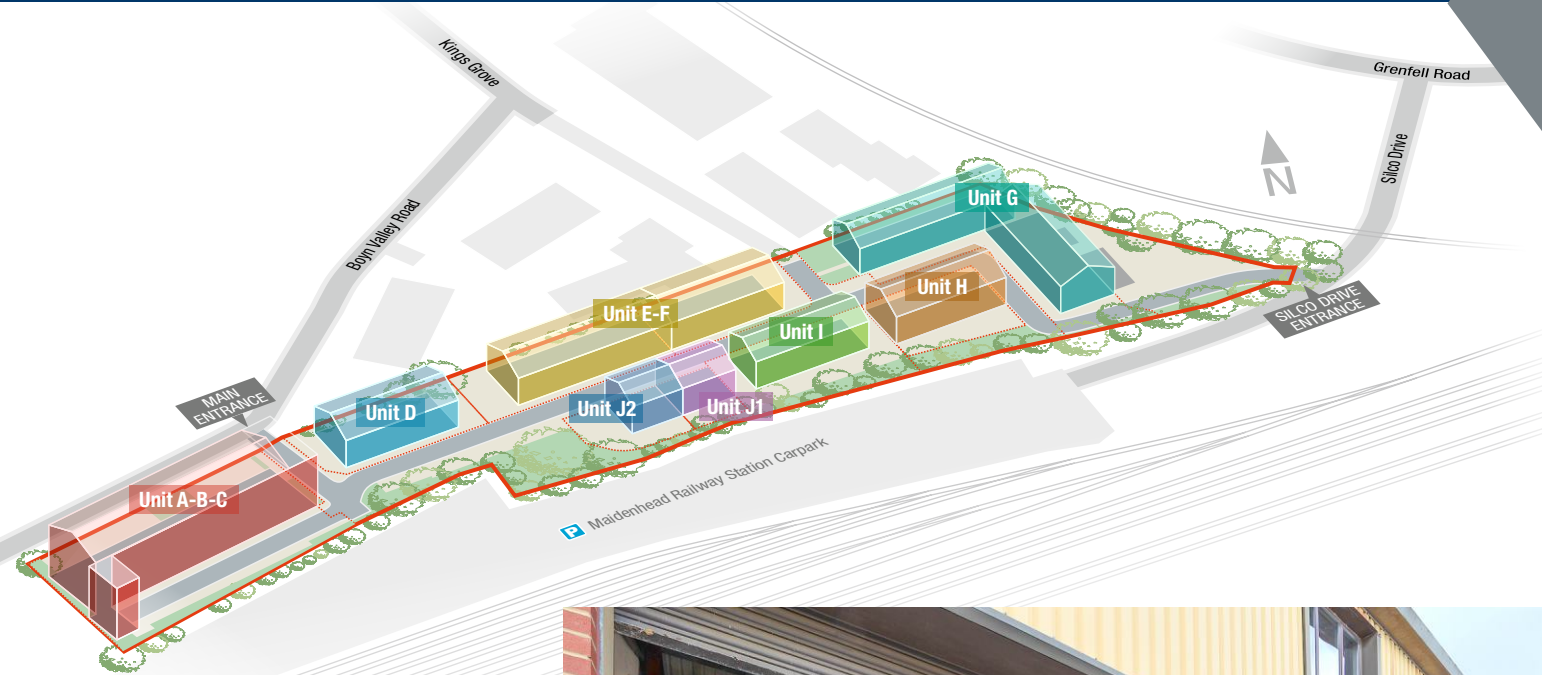 Kings Grove
Grenfell Road
Silco Drive
N
Unit G
Boyn Valley Road
Unit H
SILCO DRIVE
ENTRANCE
Unit E-F
Unit I
MAIN
ENTRANCE
Unit D
Unit J2
Unit J1
Unit A-B-C
P Maidenhead Railway Station Carpark